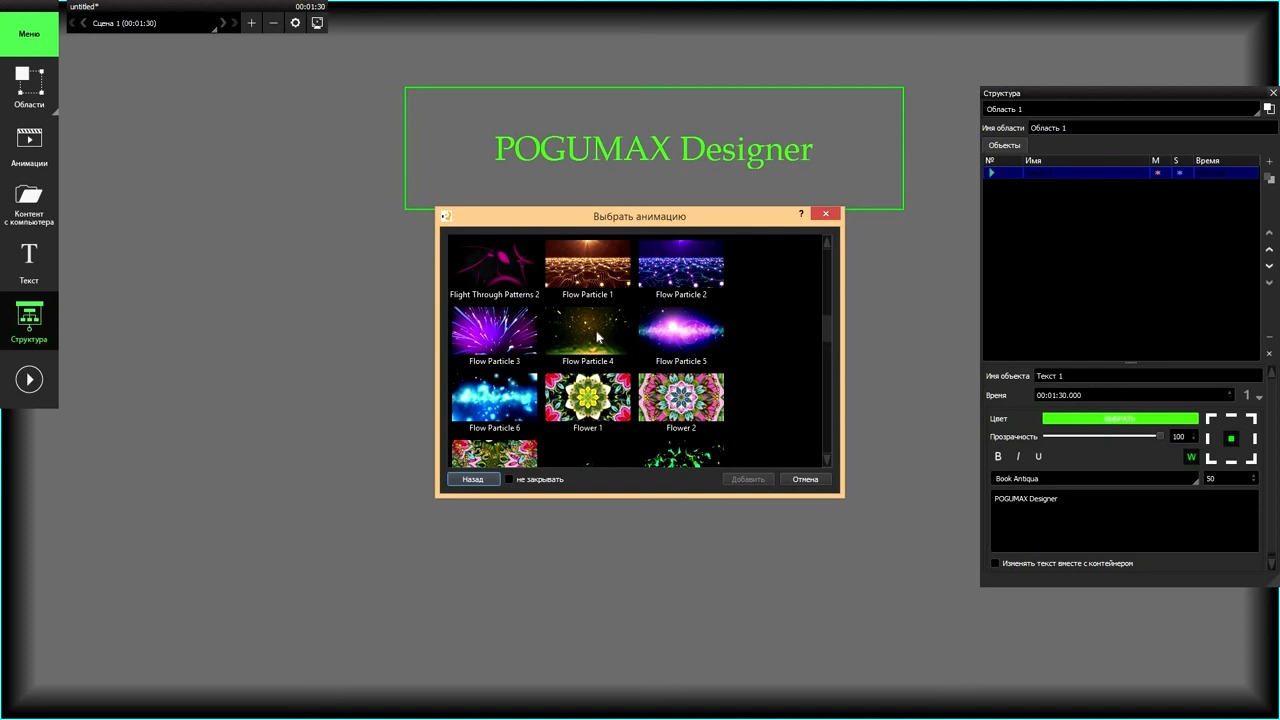 untitled*
00:01:30
Меню
Сцена 1 (00:01:30)
Области
Анимации
Контент
с компьютера
Текст
Структура
POGUMAX Designer
Выбрать анимацию
?
Flight Through Patterns 2
Flow Particle 1
Flow Particle 2
Flow Particle 3
Flow Particle 4
Flow Particle 5
Flow Particle 6
Flower 1
Flower 2
Назад
не закрывать
Добавить
Отмена
Структура
Область 1
Имя области Область 1
Объекты
№ Имя M S Время
Имя объекта Текст 1
Время 00:01:30.000 1
Цвет ВЫБРАТЬ
Прозрачность 100
B I U W
Book Antiqua 50
POGUMAX Designer
Изменять текст вместе с контейнером